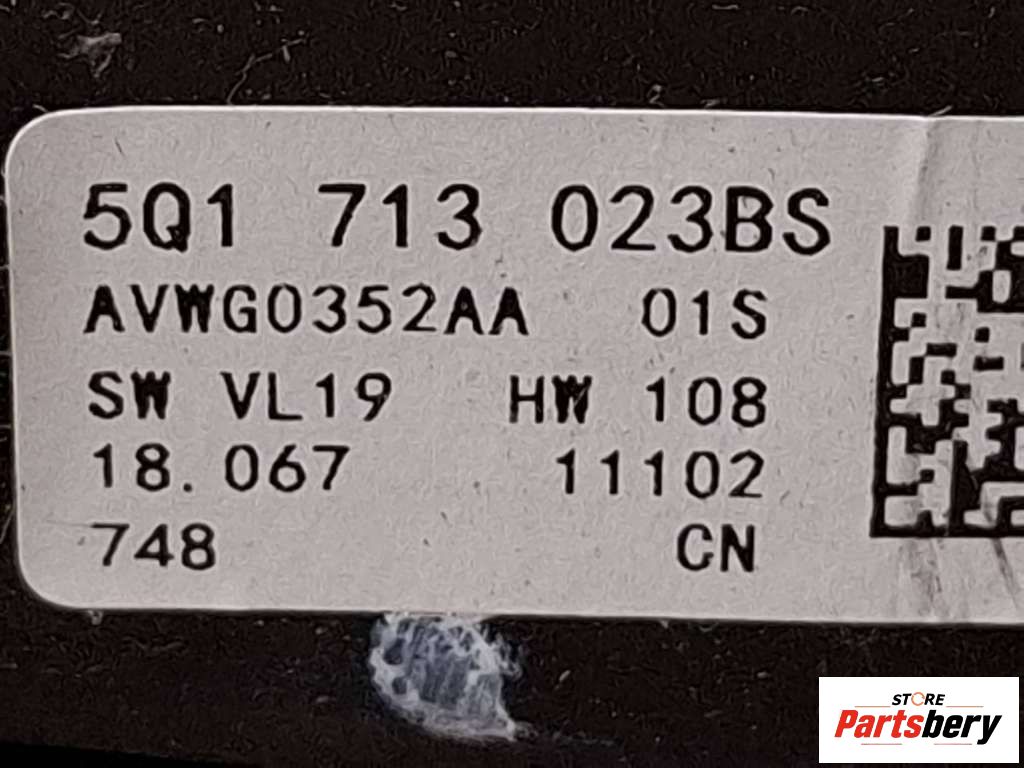 5Q1 713 023BS
AVWG0352AA 01S
SW VL19 HW 108
18.067 11102
748 CN
STORE
Partsbery